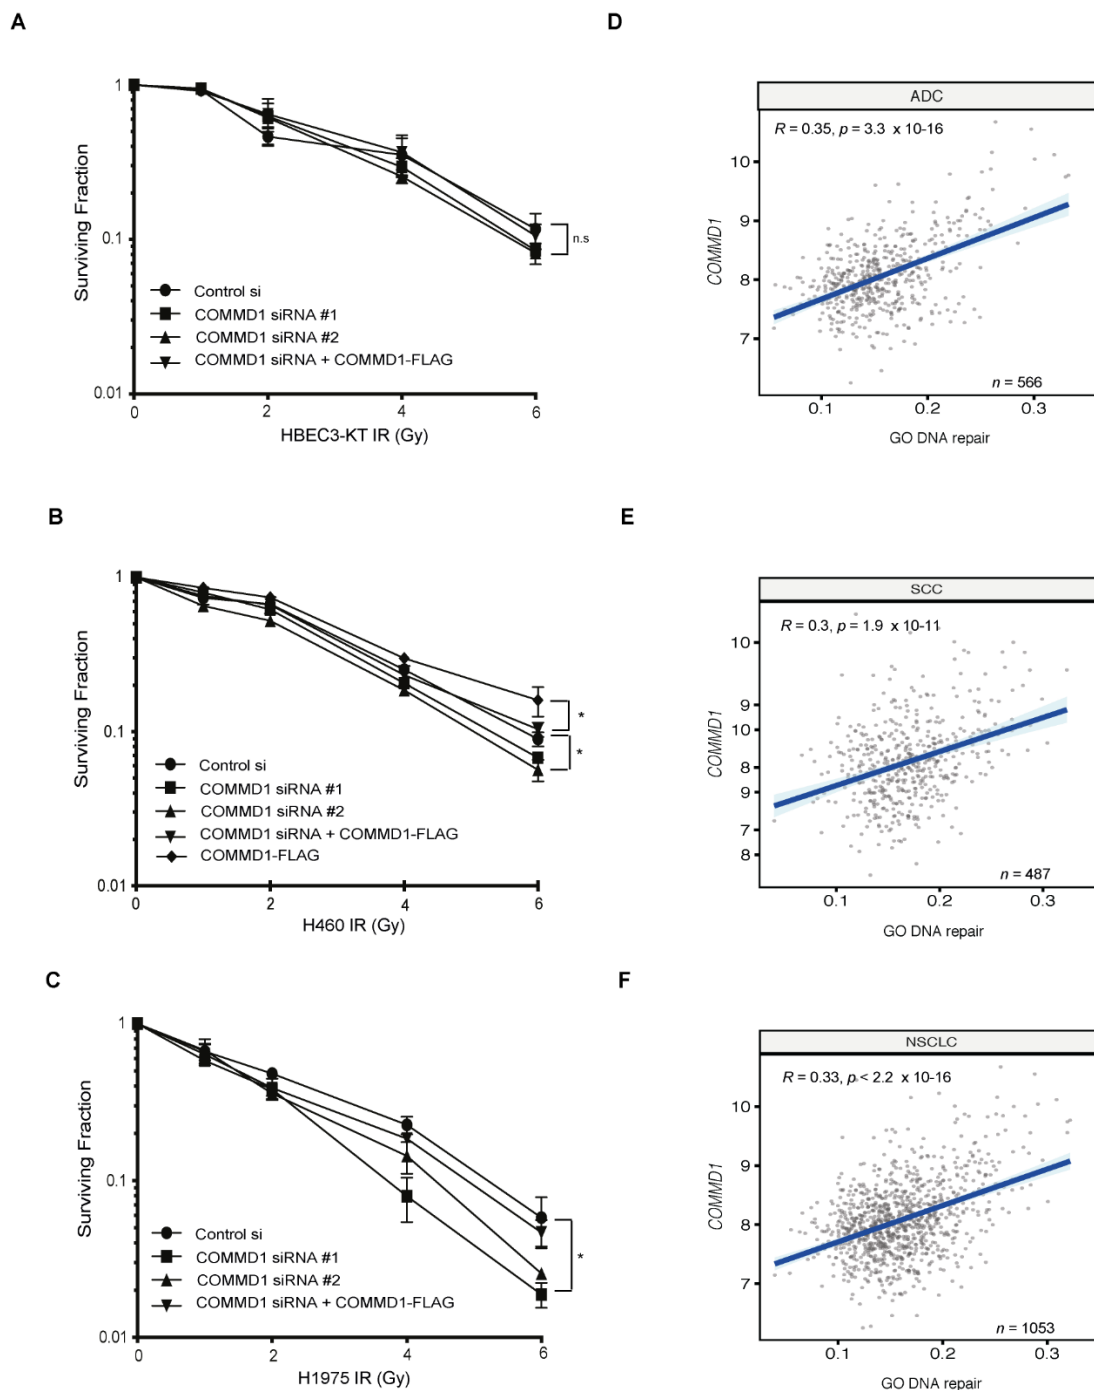 A
1
0.1
0.01
Surviving Fraction
n.s
Control si
COMMD1 siRNA #1
COMMD1 siRNA #2
COMMD1 siRNA + COMMD1-FLAG
0 2 4 6
HBEC3-KT IR (Gy)
D
ADC
R = 0.35, p = 3.3 x 10-16
10
9
8
7
COMMD1
n = 566
0.1 0.2 0.3
GO DNA repair
B
1
0.1
0.01
Surviving Fraction
*
*
Control si
COMMD1 siRNA #1
COMMD1 siRNA #2
COMMD1 siRNA + COMMD1-FLAG
COMMD1-FLAG
0 2 4 6
H460 IR (Gy)
E
SCC
R = 0.3, p = 1.9 x 10-11
10
9
10
8
9
7
8
COMMD1
n = 487
0.1 0.2 0.3
GO DNA repair
C
1
0.1
0.01
Surviving Fraction
*
Control si
COMMD1 siRNA #1
COMMD1 siRNA #2
COMMD1 siRNA + COMMD1-FLAG
0 2 4 6
H1975 IR (Gy)
F
NSCLC
R = 0.33, p < 2.2 x 10-16
10
9
8
7
COMMD1
n = 1053
0.1 0.2 0.3
GO DNA repair